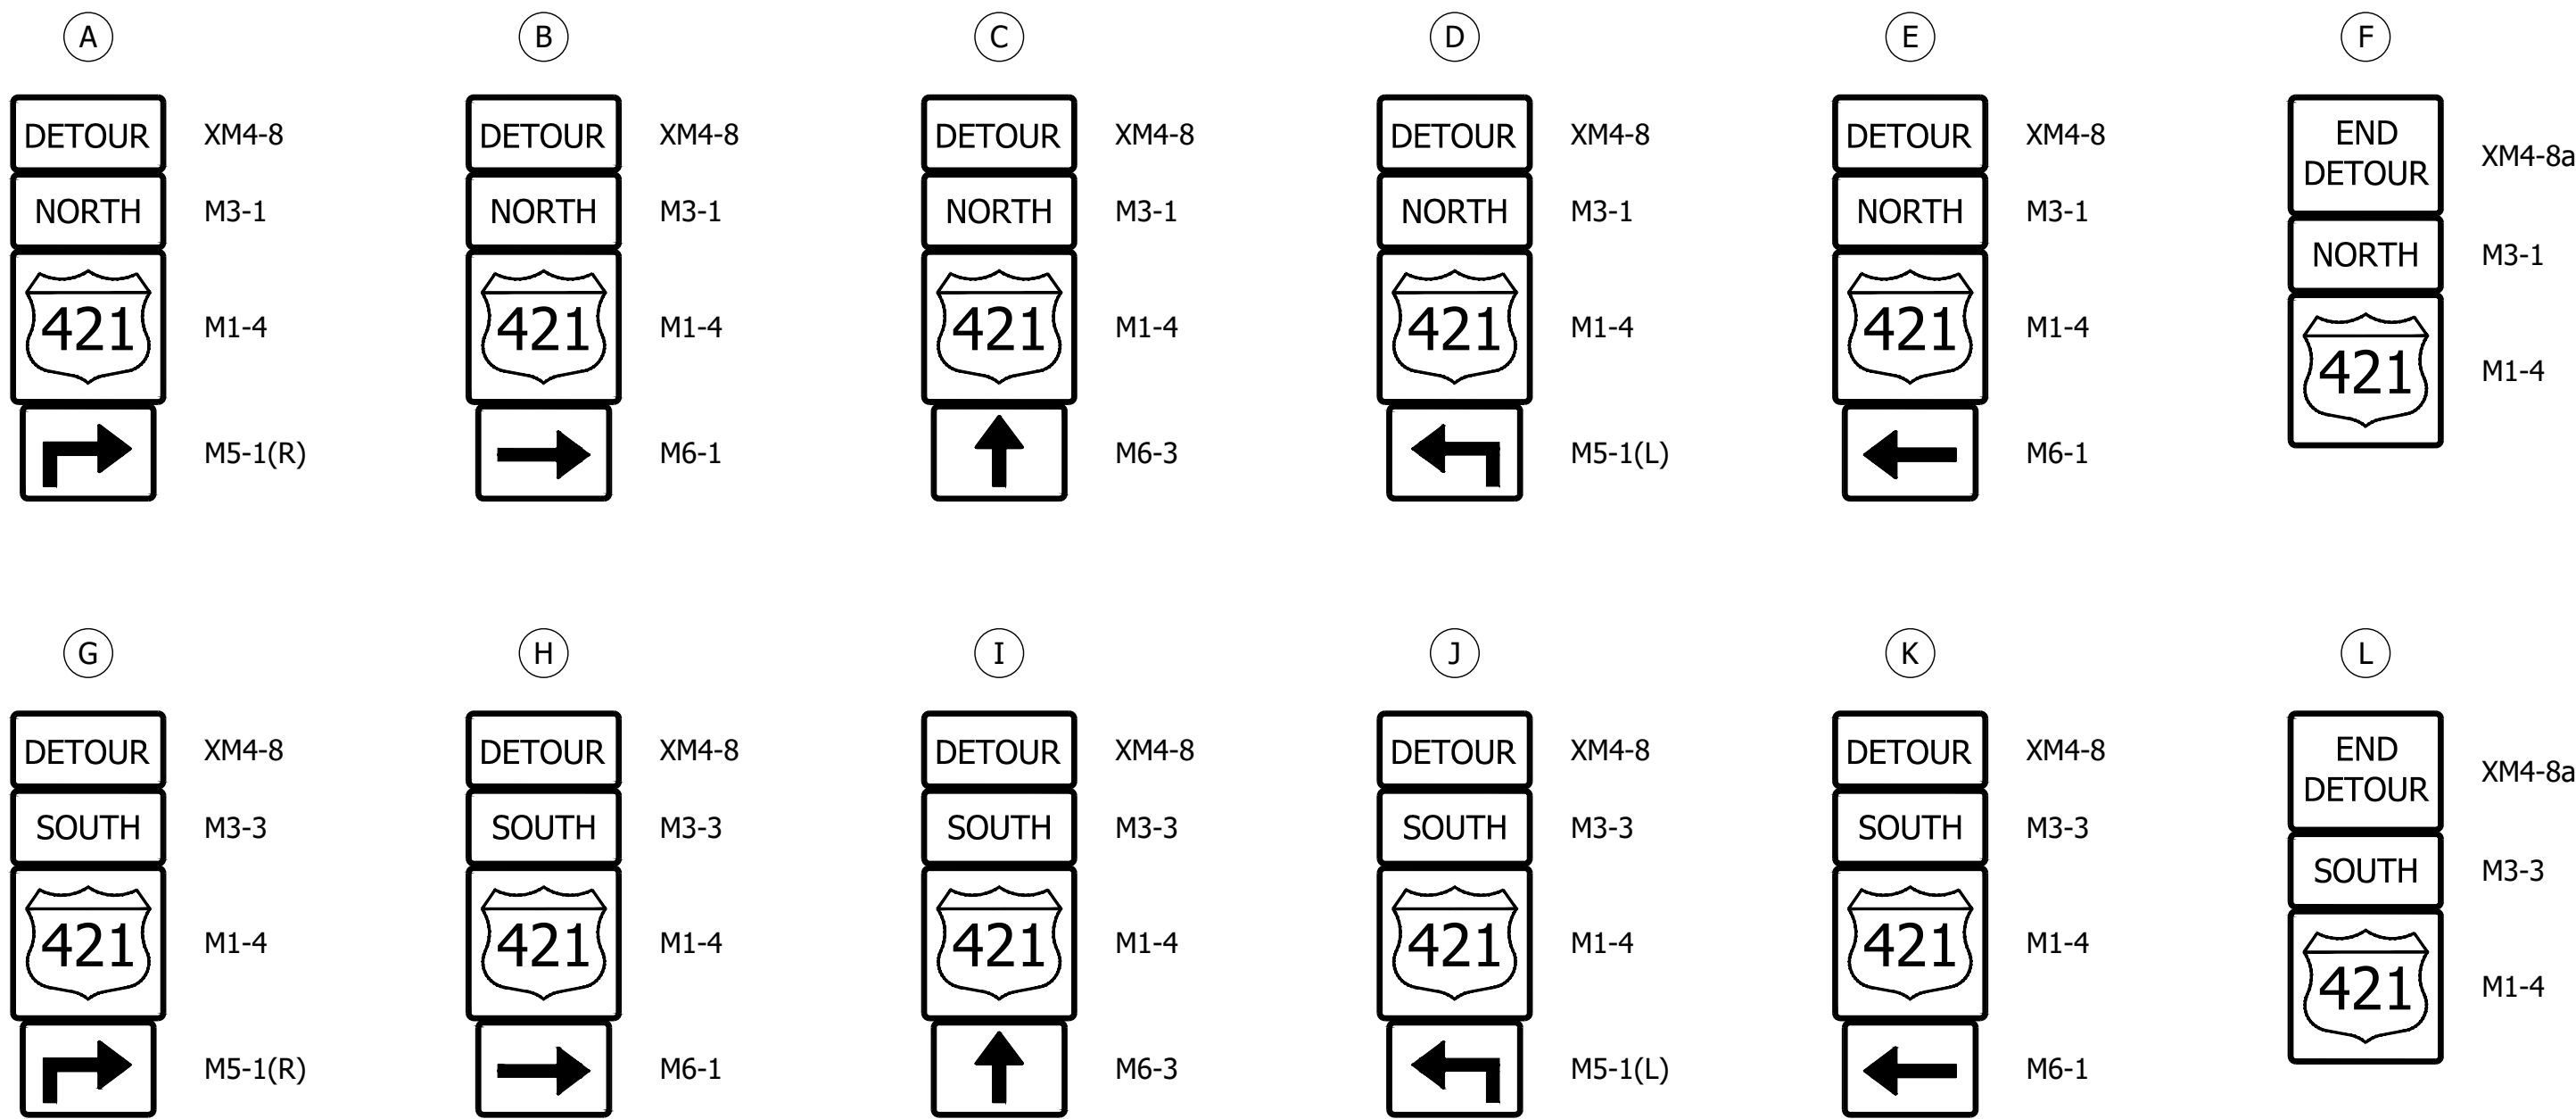 A B C D E F
DETOUR XM4-8 DETOUR XM4-8 DETOUR XM4-8 DETOUR XM4-8 DETOUR XM4-8 END DETOUR XM4-8a
NORTH M3-1 NORTH M3-1 NORTH M3-1 NORTH M3-1 NORTH M3-1 NORTH M3-1
421 M1-4 421 M1-4 421 M1-4 421 M1-4 421 M1-4 421 M1-4
M5-1(R) M6-1 M6-3 M5-1(L) M6-1
G H I J K L
DETOUR XM4-8 DETOUR XM4-8 DETOUR XM4-8 DETOUR XM4-8 DETOUR XM4-8 END DETOUR XM4-8a
SOUTH M3-3 SOUTH M3-3 SOUTH M3-3 SOUTH M3-3 SOUTH M3-3 SOUTH M3-3
421 M1-4 421 M1-4 421 M1-4 421 M1-4 421 M1-4 421 M1-4
M5-1(R) M6-1 M6-3 M5-1(L) M6-1